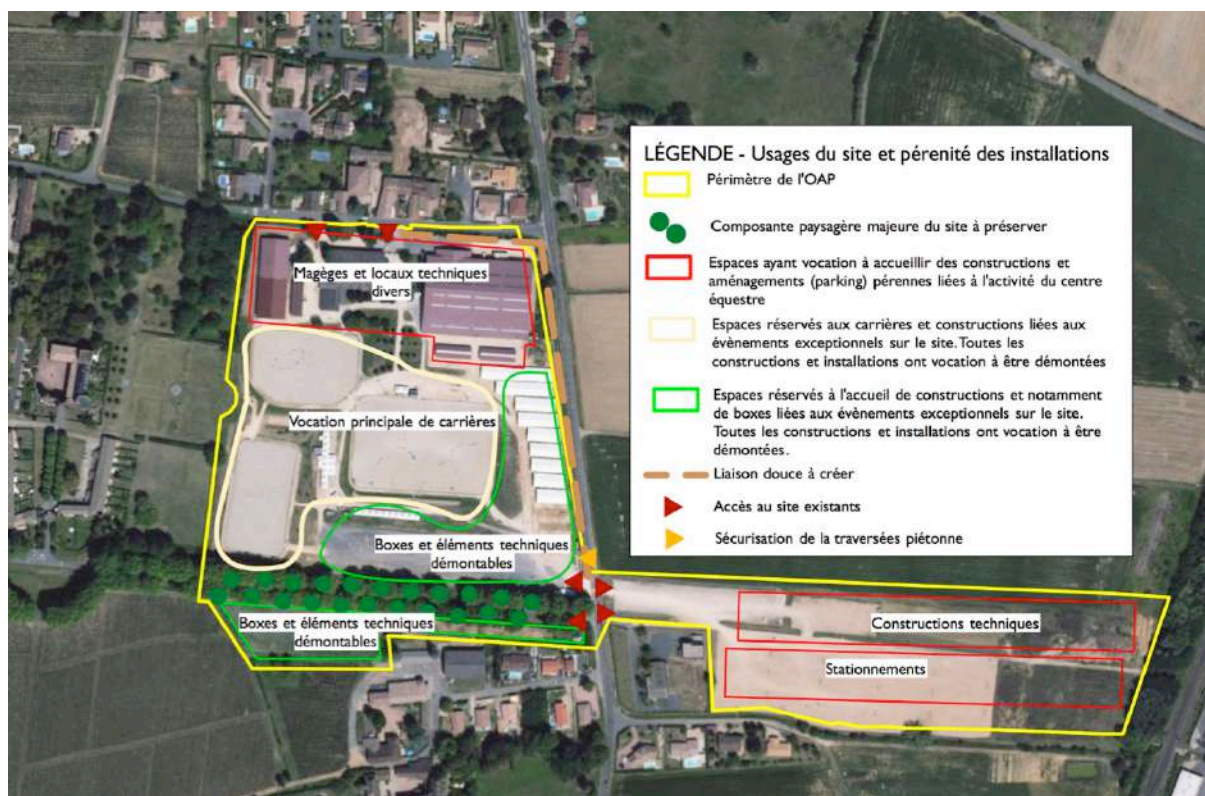 LÉGENDE - Usages du site et pérenité des installations
Périmètre de l'OAP
Composante paysagère majeure du site à préserver
Espaces ayant vocation à accueillir des constructions et
aménagements (parking) pérennes liées à l'activité du centre
équestre
Espaces réservés aux carrières et constructions liées aux
évènements exceptionnels sur le site. Toutes les
constructions et installations ont vocation à être démontées
Espaces réservés à l'accueil de constructions et notamment
de boxes liées aux évènements exceptionnels sur le site.
Toutes les constructions et installations ont vocation à être
démontées.
Liaison douce à créer
Accès au site existants
Sécurisation de la traversées piétonne
Magèges et locaux techniques
divers
Vocation principale de carrières
Boxes et éléments techniques
démontables
Boxes et éléments techniques
démontables
Constructions techniques
Stationnements